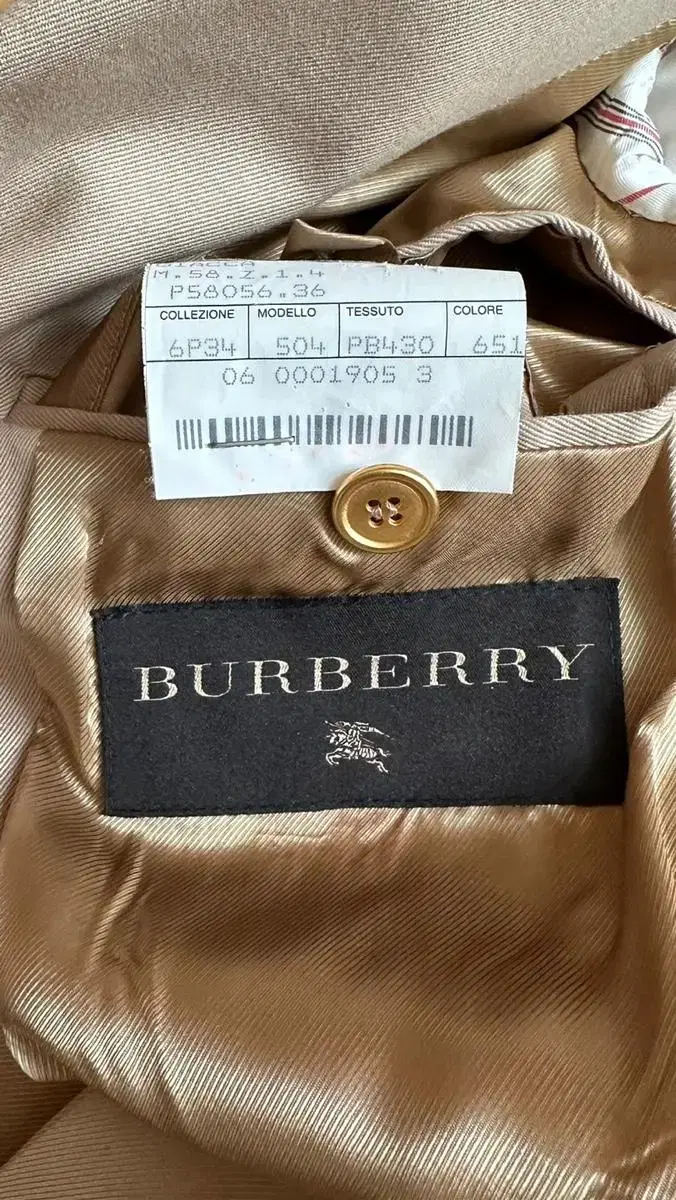 M.58.Z.1.4
P58056.36
COLLEZIONE MODELLO TESSUTO COLORE
6P34 504 PB430 651
06 0001905 3
BURBERRY